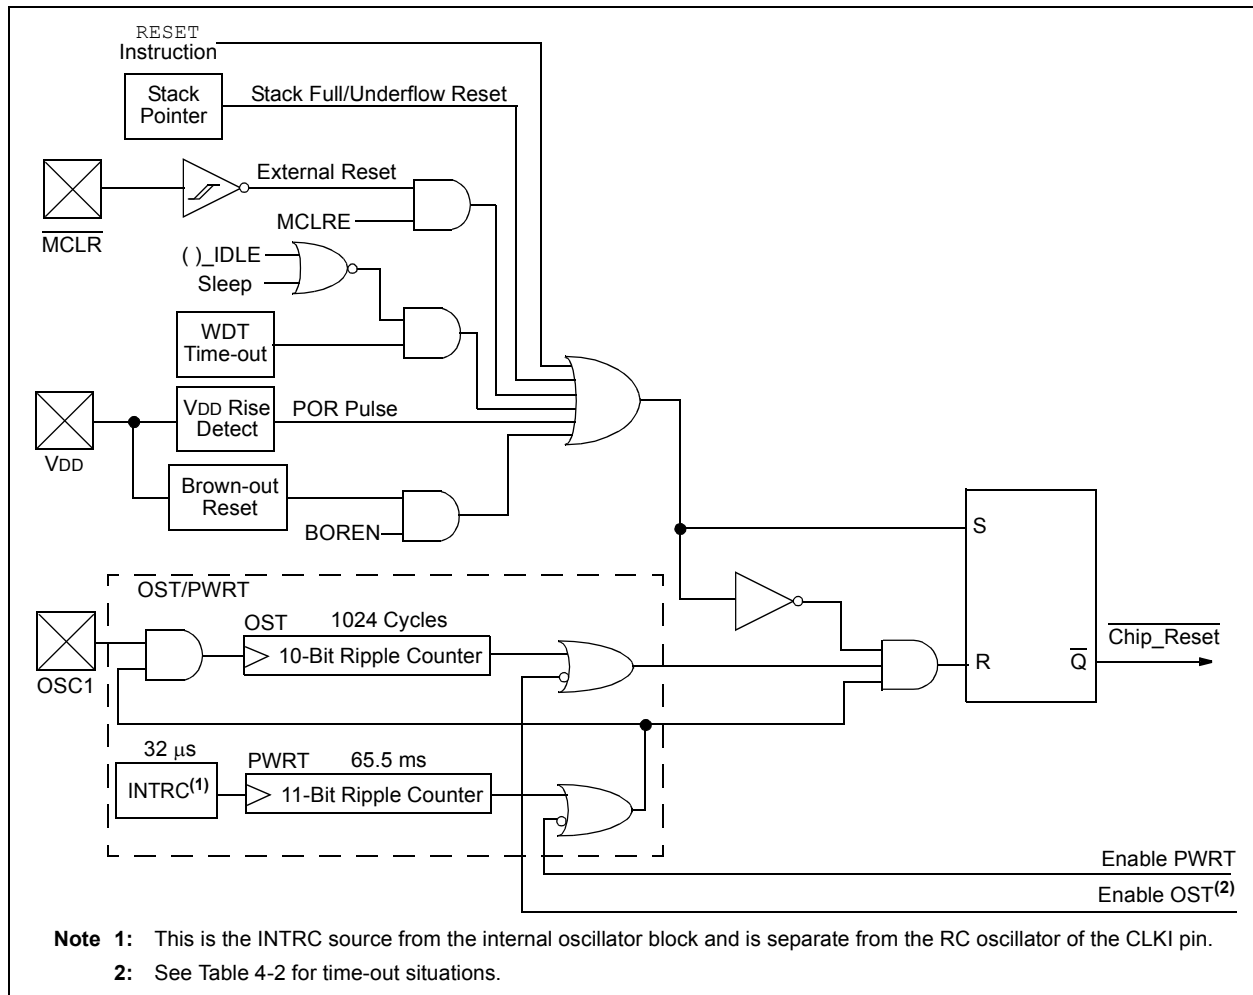 RESET
Instruction
Stack
Pointer
Stack Full/Underflow Reset
External Reset
MCLRE
MCLR
( )_IDLE
Sleep
WDT
Time-out
VDD Rise
Detect
POR Pulse
VDD
Brown-out
Reset
BOREN
S
OST/PWRT
OST
1024 Cycles
10-Bit Ripple Counter
OSC1
R
Q
Chip_Reset
32 μs
PWRT
65.5 ms
INTRC(1)
11-Bit Ripple Counter
Enable PWRT
Enable OST(2)
Note 1: This is the INTRC source from the internal oscillator block and is separate from the RC oscillator of the CLKI pin.
2: See Table 4-2 for time-out situations.